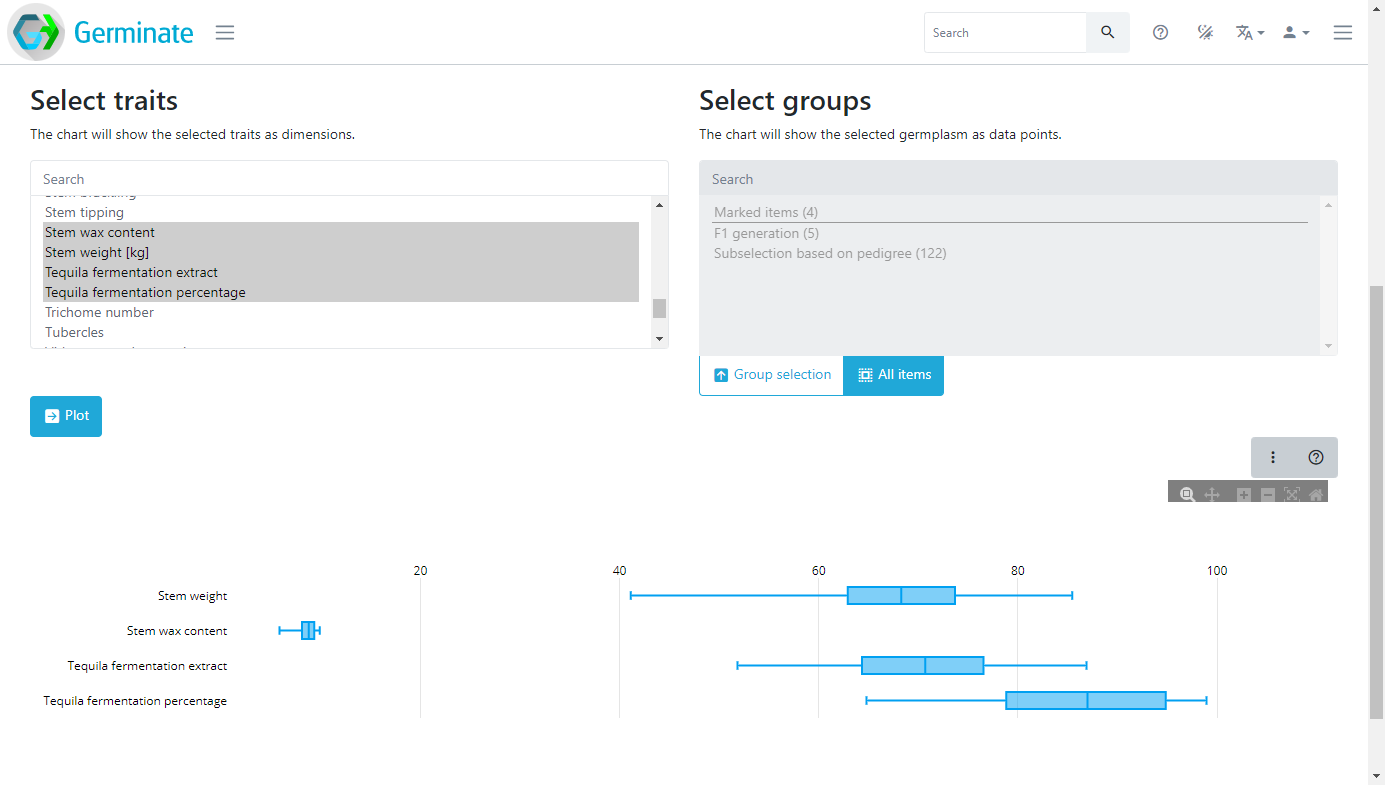 Germinate
Search
Select traits
The chart will show the selected traits as dimensions.
Search
Stem tipping
Stem wax content
Stem weight [kg]
Tequila fermentation extract
Tequila fermentation percentage
Trichome number
Tubercles
Select groups
The chart will show the selected germplasm as data points.
Search
Marked items (4)
F1 generation (5)
Subselection based on pedigree (122)
Group selection
All items
Plot
20 40 60 80 100
Stem weight
Stem wax content
Tequila fermentation extract
Tequila fermentation percentage